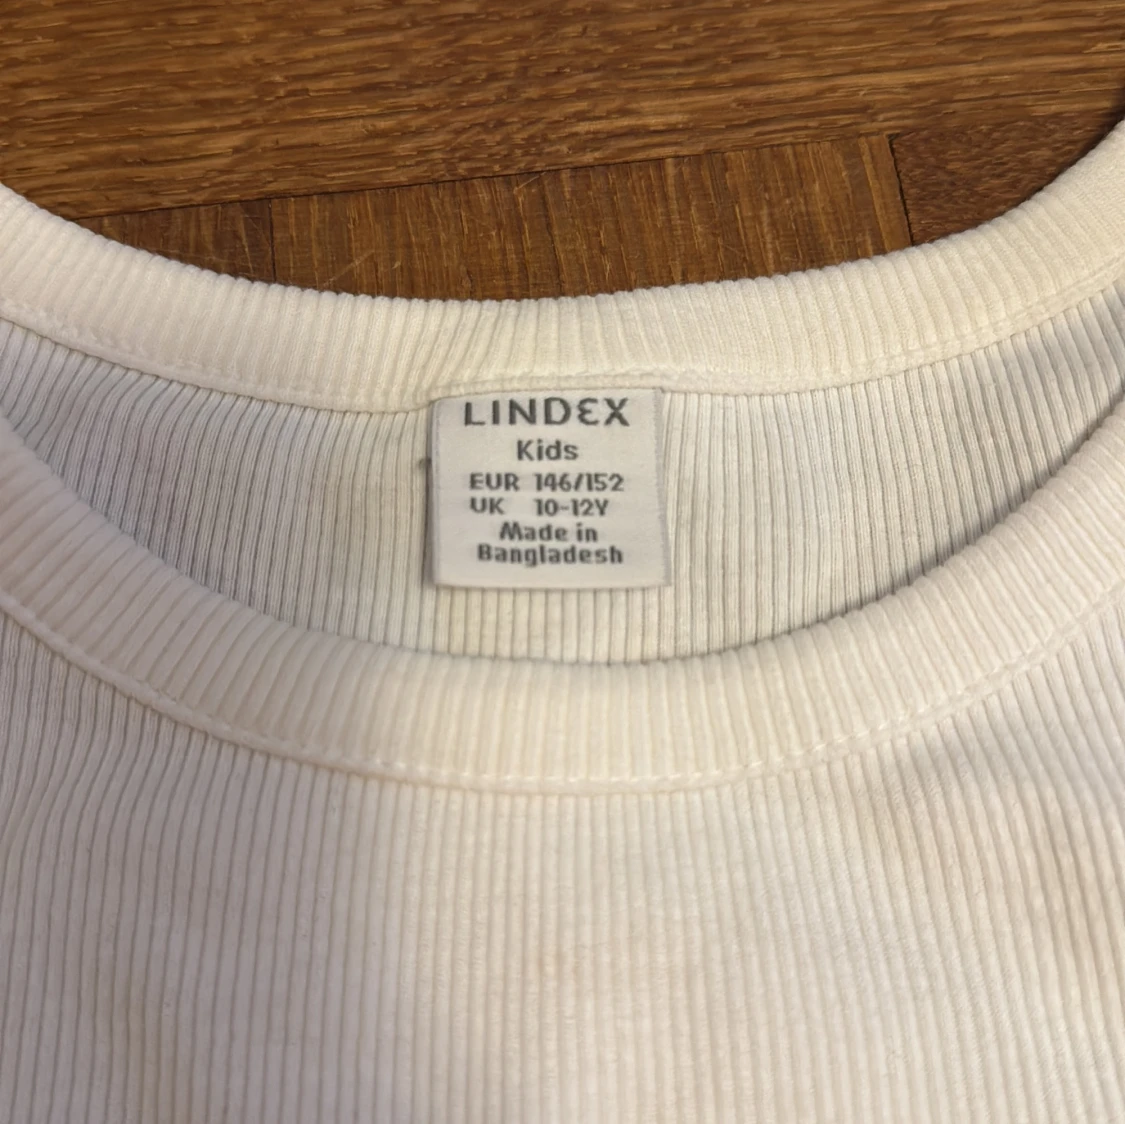 LINDEX
Kids
EUR 146/152
UK 10-12Y
Made in
Bangladesh